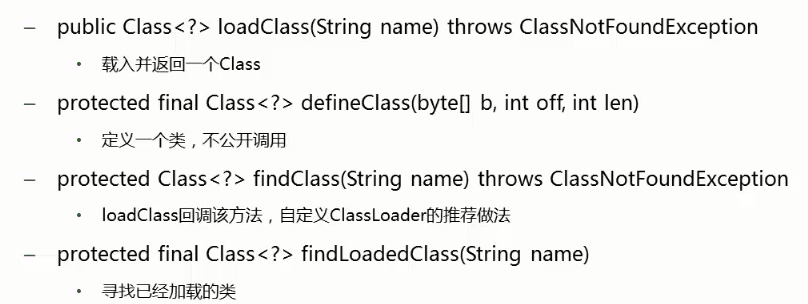 – public Class<?> loadClass(String name) throws ClassNotFoundException
• 载入并返回一个Class
– protected final Class<?> defineClass(byte[] b, int off, int len)
• 定义一个类，不公开调用
– protected Class<?> findClass(String name) throws ClassNotFoundException
• loadClass回调该方法，自定义ClassLoader的推荐做法
– protected final Class<?> findLoadedClass(String name)
• 寻找已经加载的类